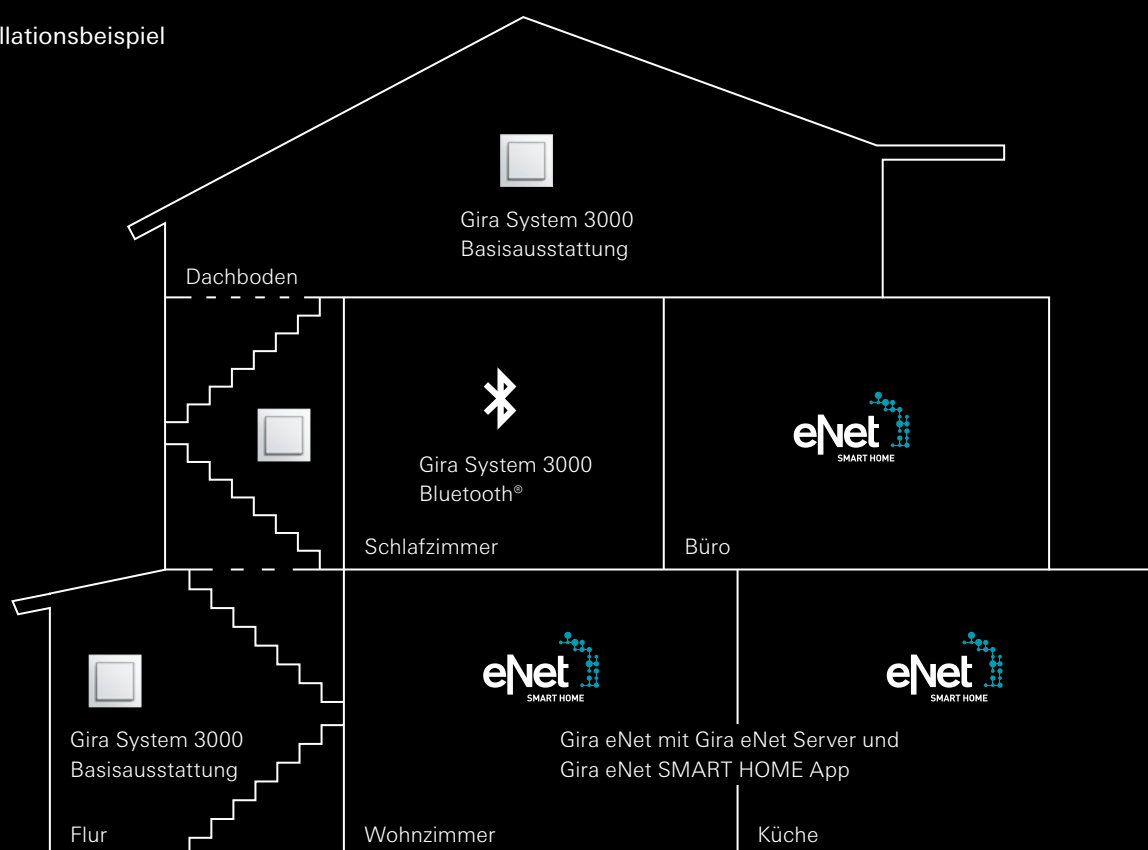 llationsbeispiel
Gira System 3000
Basisausstattung
Dachboden
Gira System 3000
Bluetooth®
eNet
SMART HOME
Schlafzimmer
Büro
eNet
SMART HOME
eNet
SMART HOME
Gira System 3000
Basisausstattung
Gira eNet mit Gira eNet Server und
Gira eNet SMART HOME App
Flur
Wohnzimmer
Küche